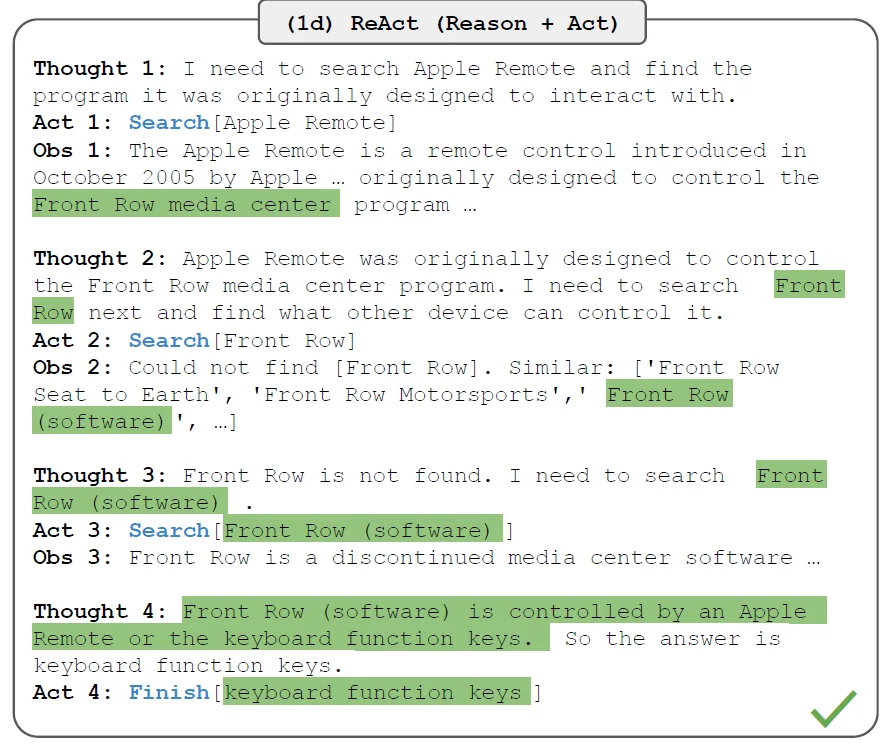 (1d) ReAct (Reason + Act)
Thought 1: I need to search Apple Remote and find the
program it was originally designed to interact with.
Act 1: Search[Apple Remote]
Obs 1: The Apple Remote is a remote control introduced in
October 2005 by Apple … originally designed to control the
Front Row media center program …
Thought 2: Apple Remote was originally designed to control
the Front Row media center program. I need to search Front
Row next and find what other device can control it.
Act 2: Search[Front Row]
Obs 2: Could not find [Front Row]. Similar: ['Front Row
Seat to Earth', 'Front Row Motorsports',' Front Row
(software)', …]
Thought 3: Front Row is not found. I need to search Front
Row (software) .
Act 3: Search[Front Row (software) ]
Obs 3: Front Row is a discontinued media center software …
Thought 4: Front Row (software) is controlled by an Apple
Remote or the keyboard function keys. So the answer is
keyboard function keys.
Act 4: Finish[keyboard function keys ]